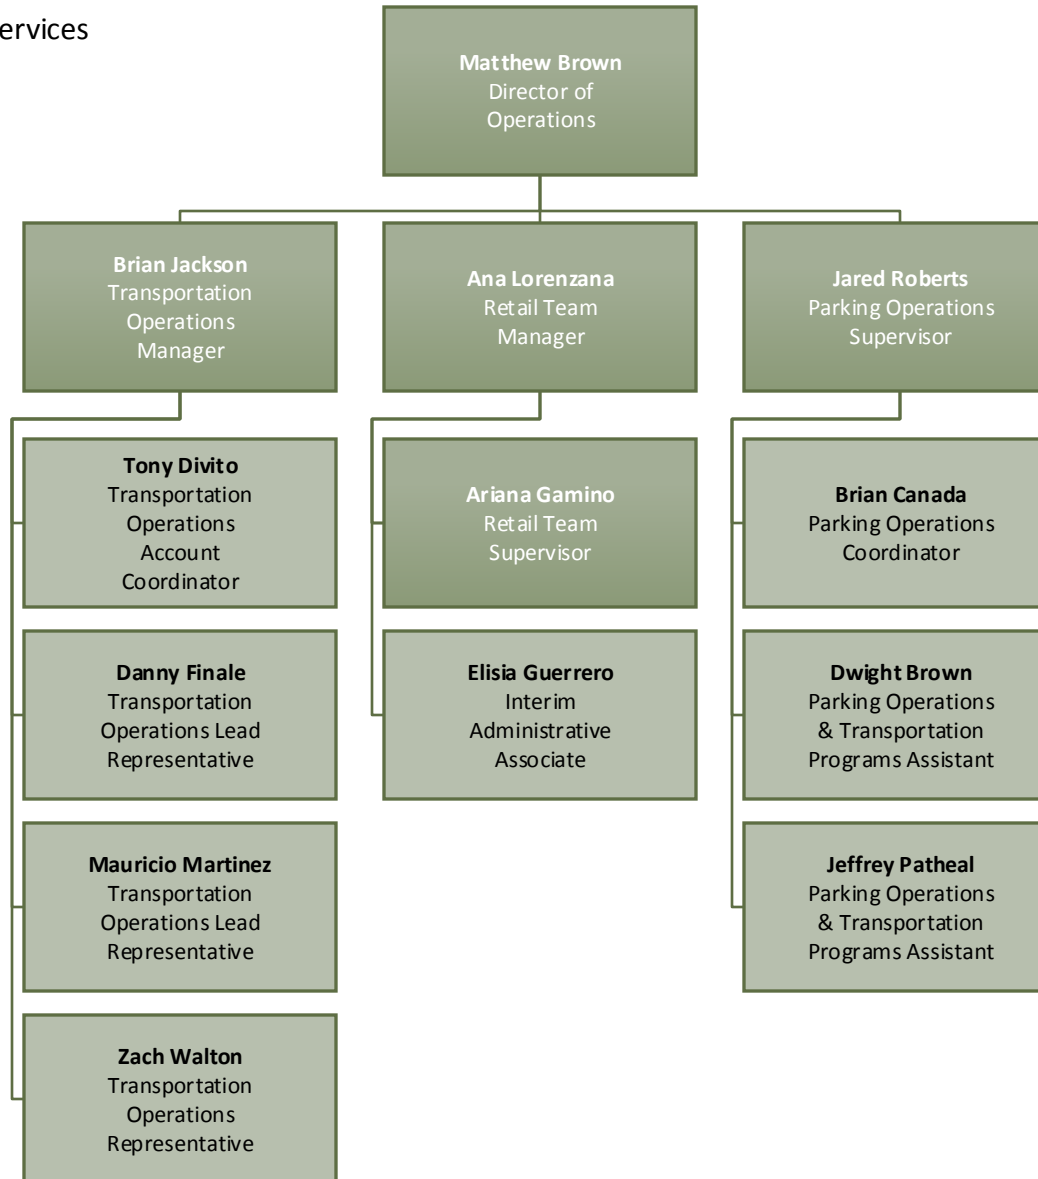 ervices
Matthew Brown
Director of
Operations
Brian Jackson
Transportation
Operations
Manager
Ana Lorenzana
Retail Team
Manager
Jared Roberts
Parking Operations
Supervisor
Tony Divito
Transportation
Operations
Account
Coordinator
Ariana Gamino
Retail Team
Supervisor
Brian Canada
Parking Operations
Coordinator
Danny Finale
Transportation
Operations Lead
Representative
Elisia Guerrero
Interim
Administrative
Associate
Dwight Brown
Parking Operations
& Transportation
Programs Assistant
Mauricio Martinez
Transportation
Operations Lead
Representative
Jeffrey Patheal
Parking Operations
& Transportation
Programs Assistant
Zach Walton
Transportation
Operations
Representative